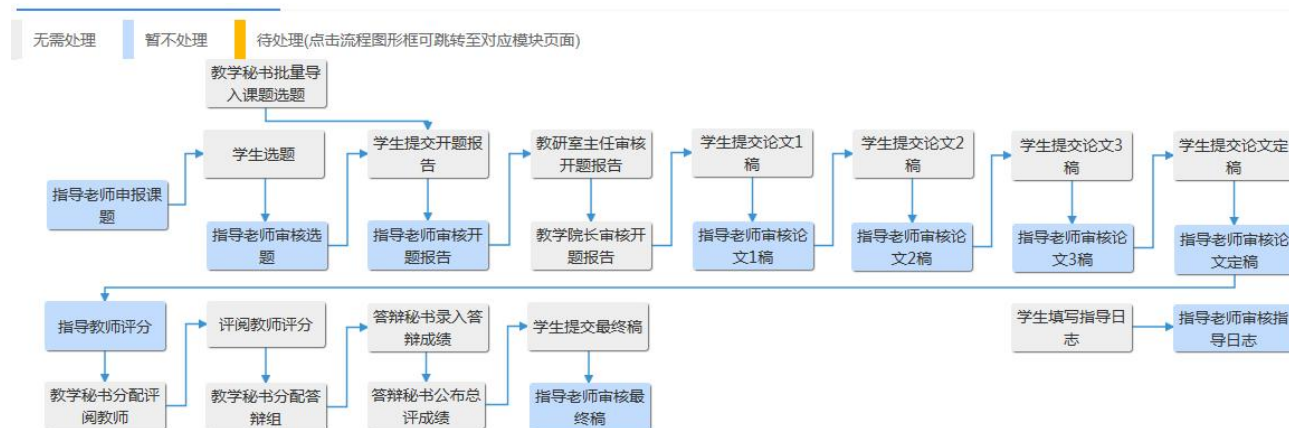 无需处理
暂不处理
待处理(点击流程图形框可跳转至对应模块页面)
教学秘书批量导
入课题选题
指导老师申报课
题
学生选题
指导老师审核选
题
学生提交开题报
告
指导老师审核开
题报告
教研室主任审核
开题报告
教学院长审核开
题报告
学生提交论文1
稿
指导老师审核论
文1稿
学生提交论文2
稿
指导老师审核论
文2稿
学生提交论文3
稿
指导老师审核论
文3稿
学生提交论文定
稿
指导老师审核论
文定稿
指导教师评分
教学秘书分配评
阅教师
评阅教师评分
教学秘书分配答
辩组
答辩秘书录入答
辩成绩
答辩秘书公布总
评成绩
学生提交最终稿
指导老师审核最
终稿
学生填写指导日
志
指导老师审核指
导日志